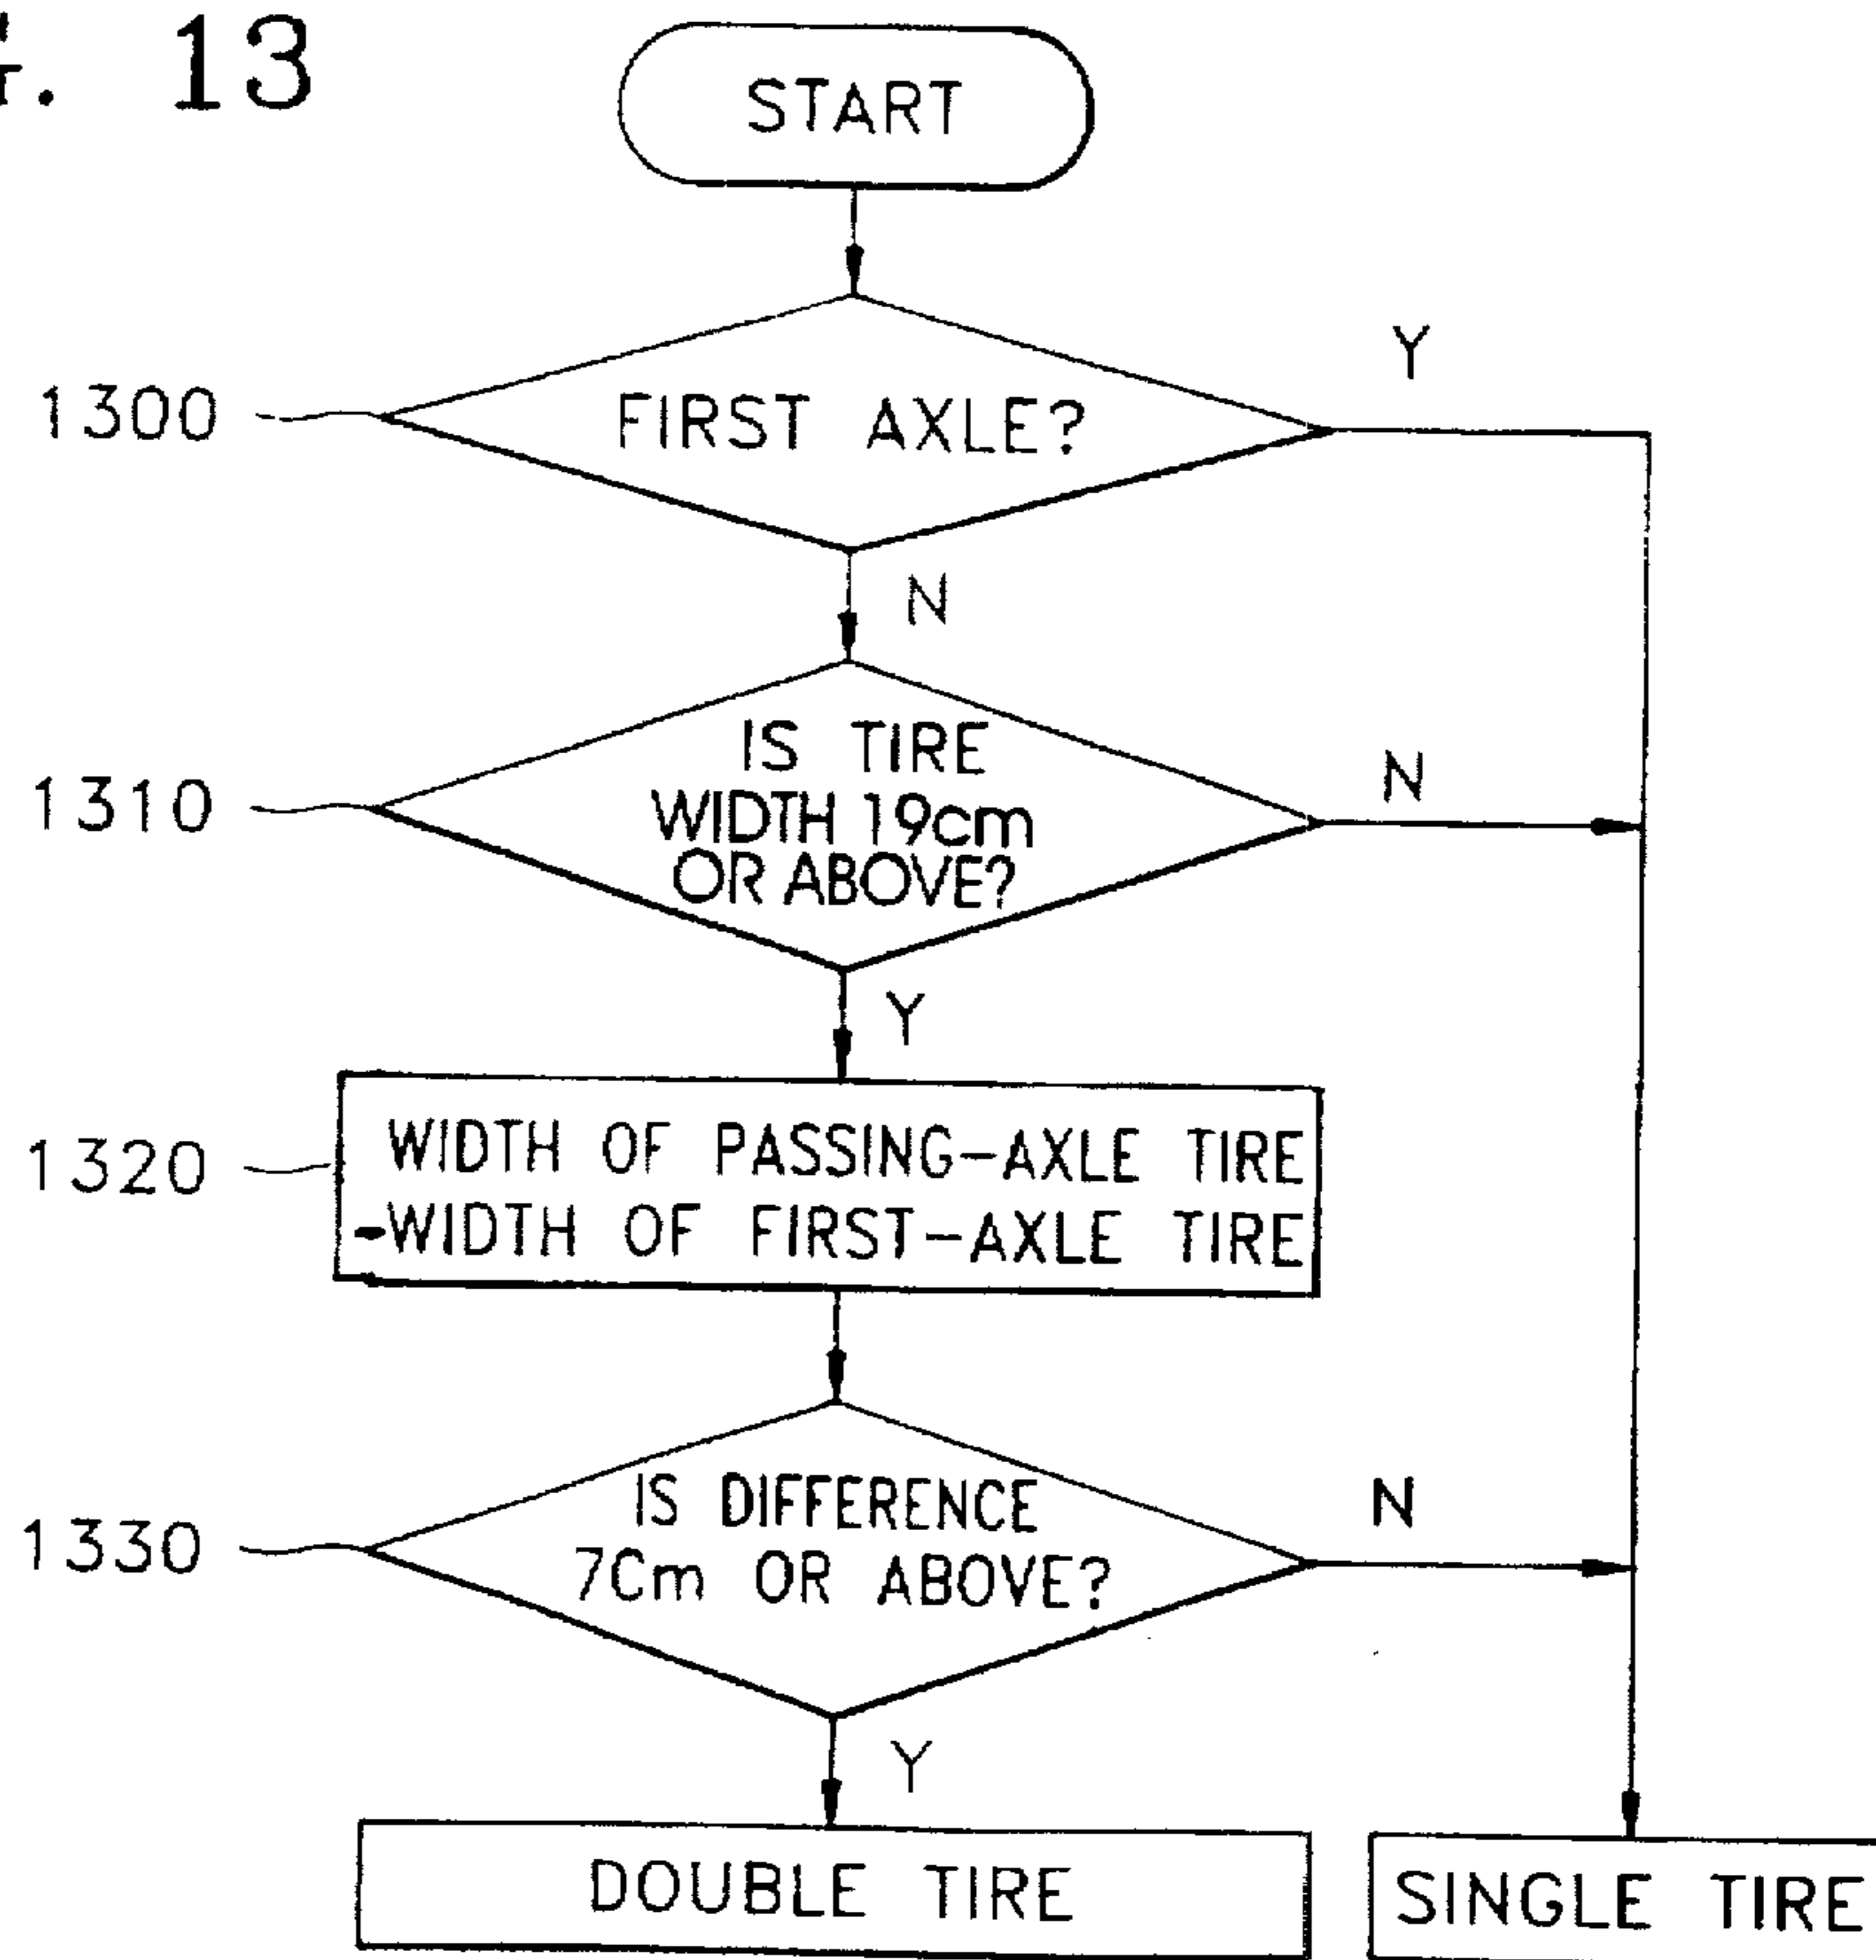 13
START
Y
1300
FIRST AXLE?
N
IS TIRE
N
1310
WIDTH 19cm
OR ABOVE?
Y
1320
WIDTH OF PASSING-AXLE TIRE
-WIDTH OF FIRST-AXLE TIRE
IS DIFFERENCE
N
1330
7Cm OR ABOVE?
Y
DOUBLE TIRE
SINGLE TIRE